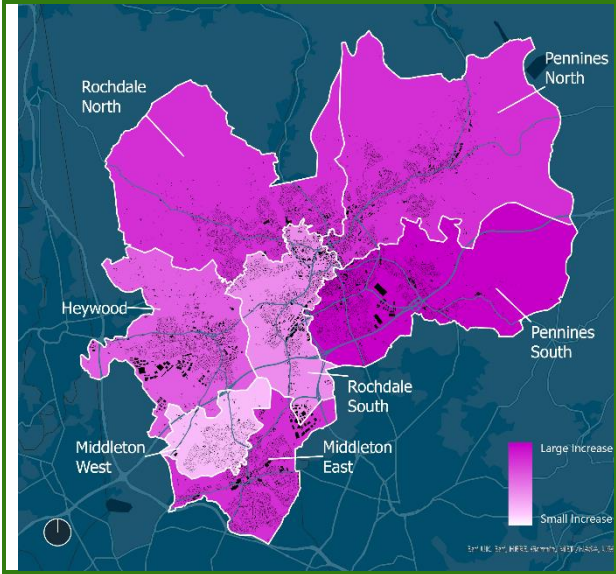 Rochdale
North
Pennines
North
Heywood
Pennines
South
Rochdale
South
Middleton
West
Middleton
East
Large Increase
Small Increase